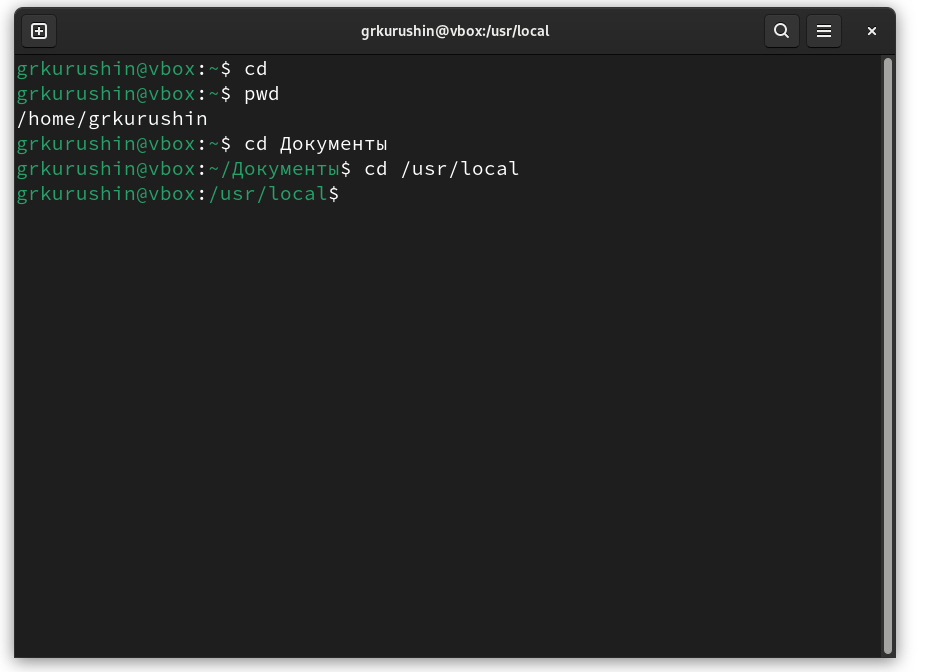 grkurushin@vbox:/usr/local
grkurushin@vbox:~$ cd
grkurushin@vbox:~$ pwd
/home/grkurushin
grkurushin@vbox:~$ cd Документы
grkurushin@vbox:~/Документы$ cd /usr/local
grkurushin@vbox:/usr/local$